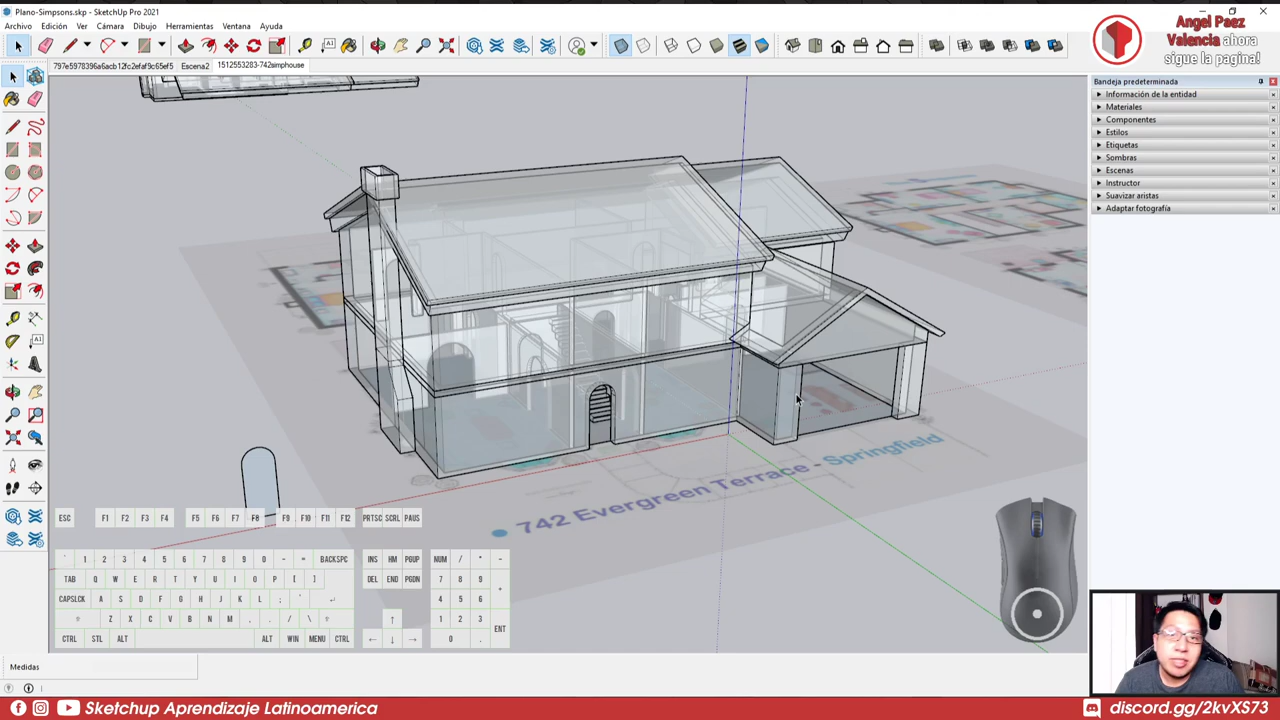 Plano-Simpsons.skp - SketchUp Pro 2021
Archivo Edición Ver Cámara Dibujo Herramientas Ventana Ayuda
Angel Paez
Valencia ahora
sigue la pagina!
797e5978396a6acb12fc2efaf9c65ef5 Escena2 1512553283-742simphouse
Bandeja predeterminada
Información de la entidad
Materiales
Componentes
Estilos
Etiquetas
Sombras
Escenas
Instructor
Suavizar aristas
Adaptar fotografía
742 Evergreen Terrace - Springfield
ESC F1 F2 F3 F4 F5 F6 F7 F8 F9 F10 F11 F12 PRTSC SCRL PAUS
` 1 2 3 4 5 6 7 8 9 0 - = BACKSPC INS HM PGUP NUM / * -
TAB Q W E R T Y U I O P [ ] DEL END PGDN 7 8 9 +
CAPSLCK A S D F G H J K L ; ' 4 5 6
Z X C V B N M , . / \ 1 2 3 ENT
CTRL STL ALT ALT WIN MENU CTRL 0 .
Medidas
Sketchup Aprendizaje Latinoamerica
discord.gg/2kvXS73